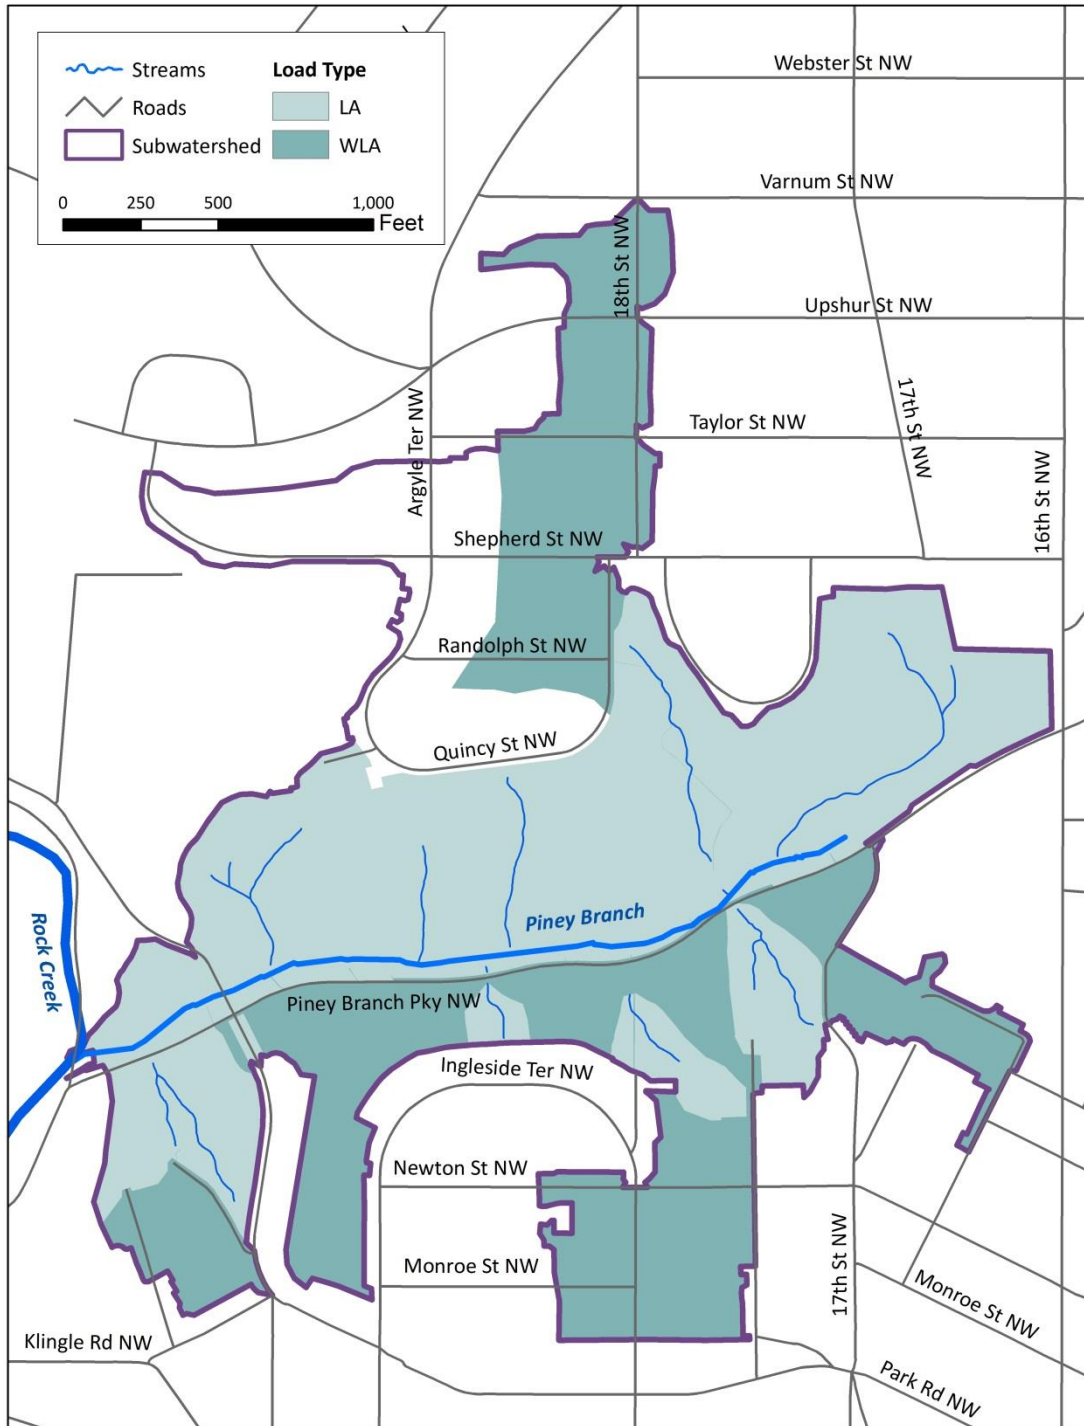 Streams
Roads
Subwatershed
Load Type
LA
WLA
0 250 500 1,000
Feet
Webster St NW
Varnum St NW
18th St NW
Upshur St NW
17th St NW
Argyle Ter NW
Taylor St NW
16th St NW
Shepherd St NW
Randolph St NW
Quincy St NW
Piney Branch
Rock Creek
Piney Branch Pky NW
Ingleside Ter NW
Newton St NW
Monroe St NW
17th St NW
Monroe St NW
Klingle Rd NW
Park Rd NW